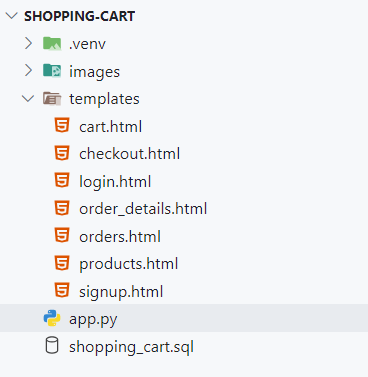 SHOPPING-CART
.venv
images
templates
cart.html
checkout.html
login.html
order_details.html
orders.html
products.html
signup.html
app.py
shopping_cart.sql